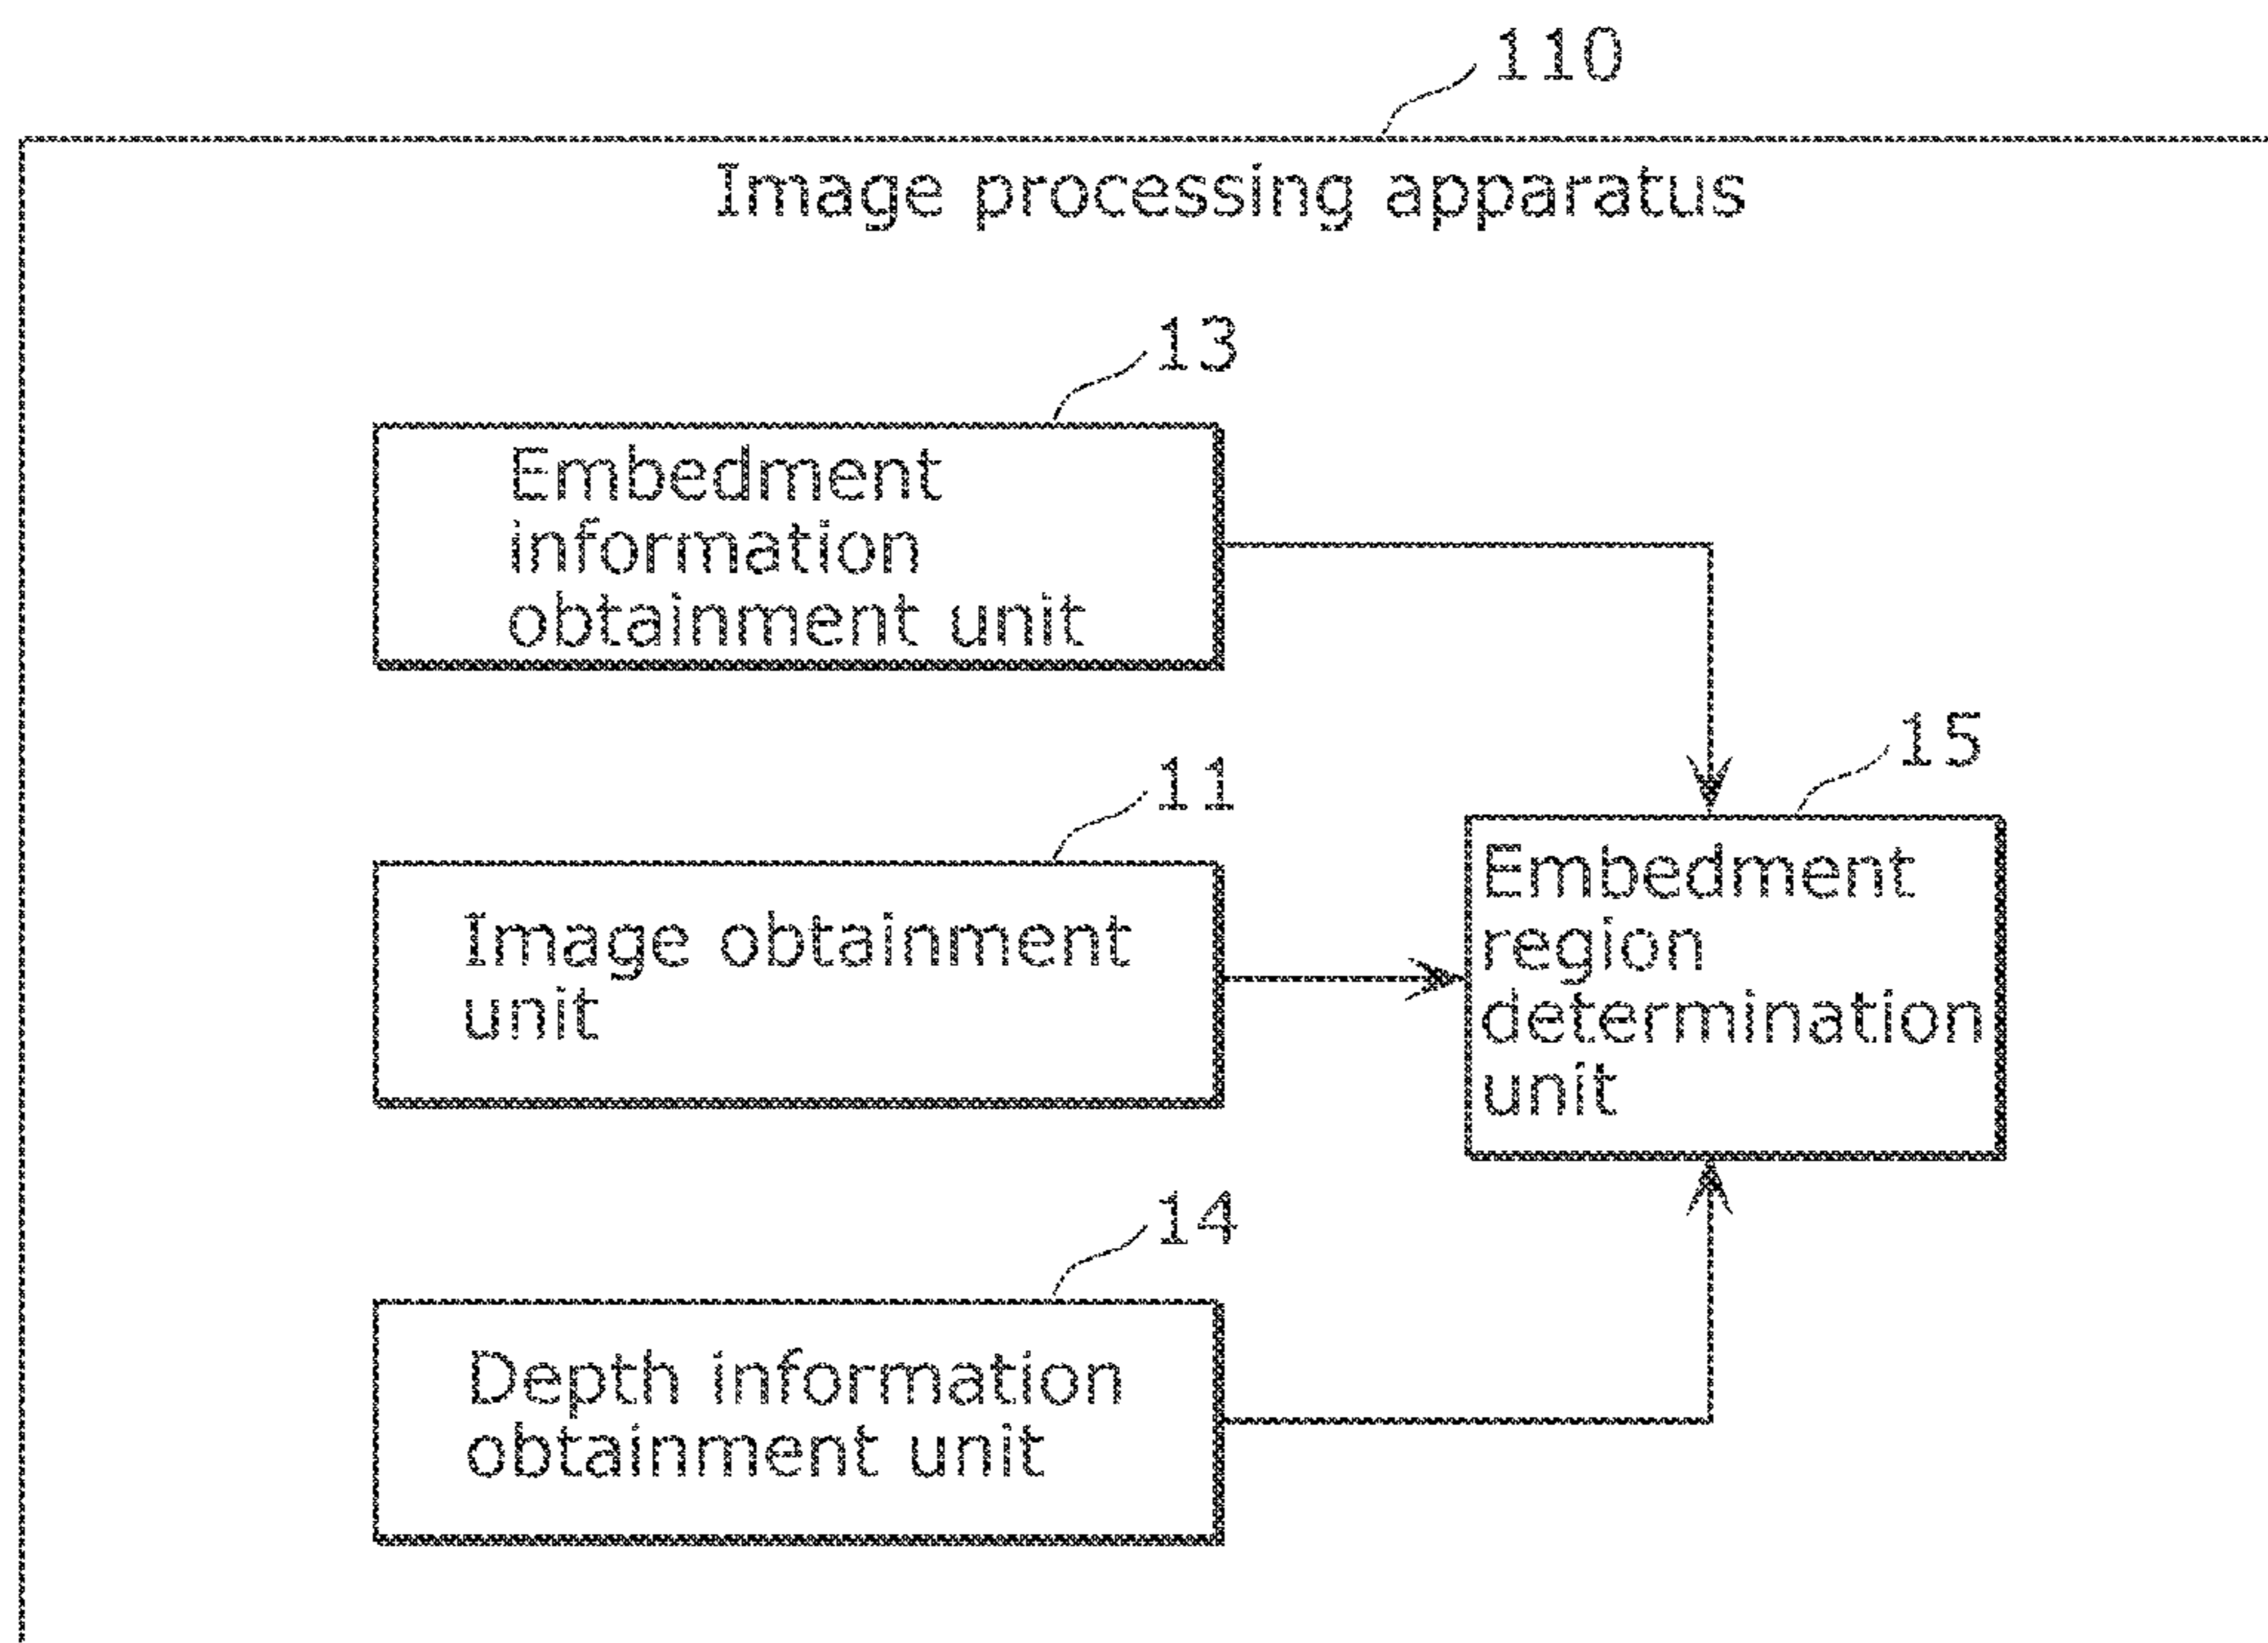 110
Image processing apparatus
13
Embedment
information
obtainment unit
11
Image obtainment
unit
15
Embedment
region
determination
unit
14
Depth information
obtainment unit